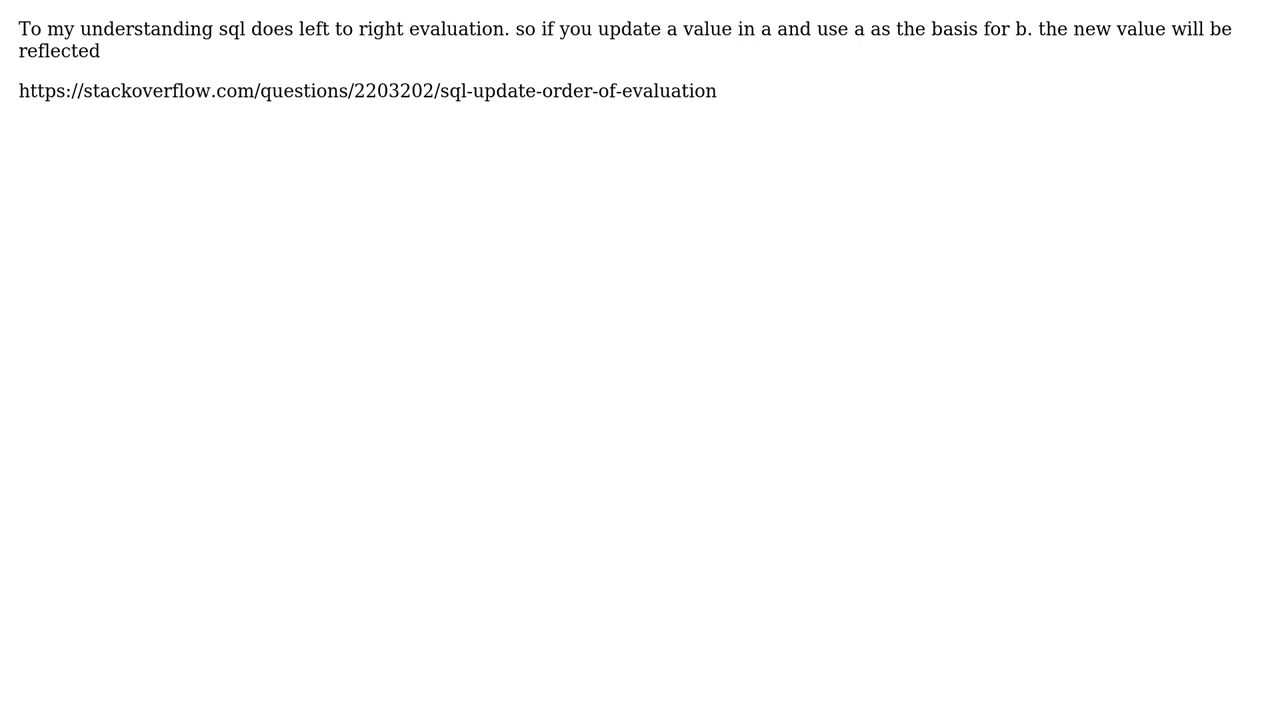 To my understanding sql does left to right evaluation. so if you update a value in a and use a as the basis for b. the new value will be
reflected
https://stackoverflow.com/questions/2203202/sql-update-order-of-evaluation